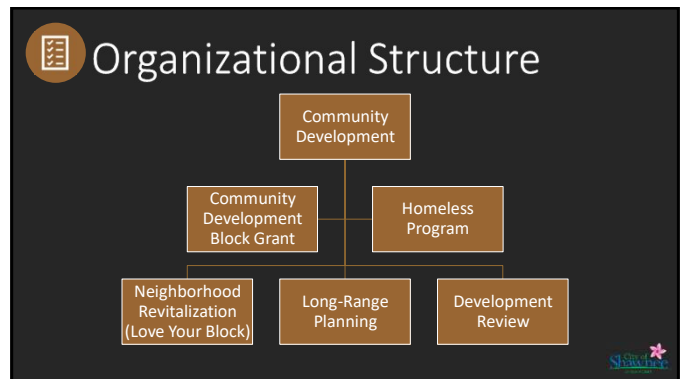 Organizational Structure
Community
Development
Community
Development
Block Grant
Homeless
Program
Neighborhood
Revitalization
(Love Your Block)
Long-Range
Planning
Development
Review
City of
Shawnee